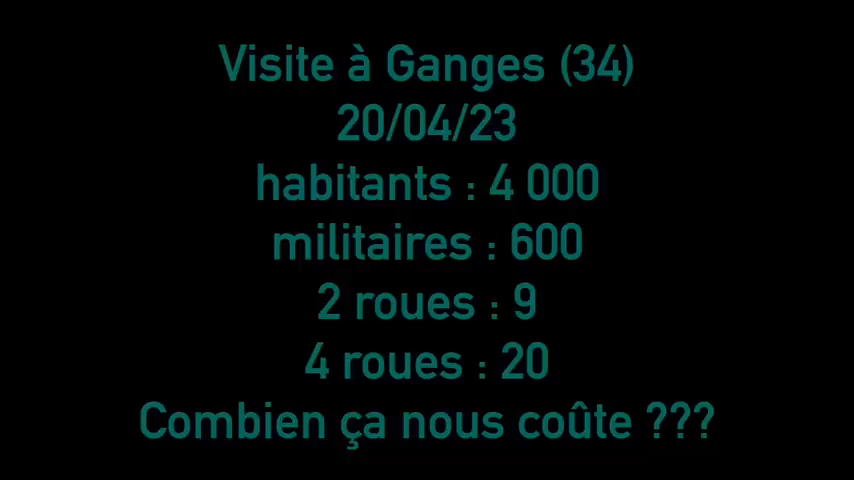 Visite à Ganges (34)
20/04/23
habitants : 4 000
militaires : 600
2 roues : 9
4 roues : 20
Combien ça nous coûte ???